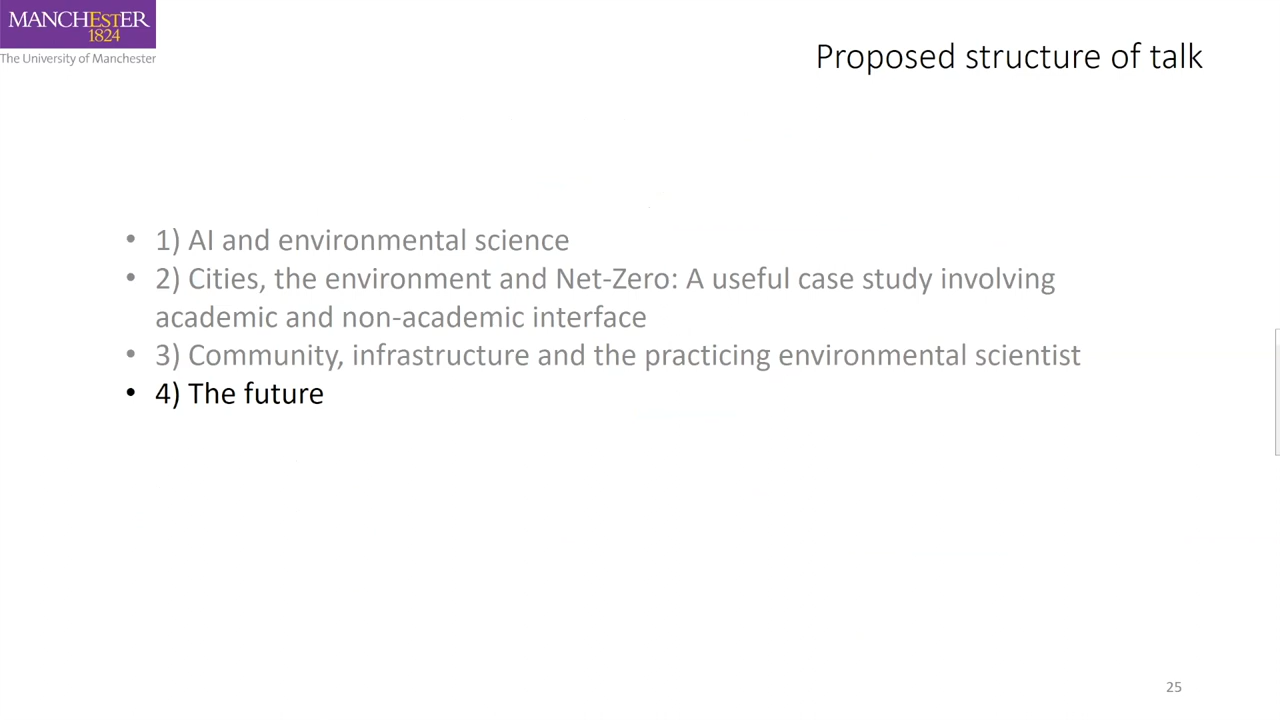 MANCHESTER
1824
The University of Manchester
Proposed structure of talk
• 1) AI and environmental science
• 2) Cities, the environment and Net-Zero: A useful case study involving
academic and non-academic interface
• 3) Community, infrastructure and the practicing environmental scientist
• 4) The future
25